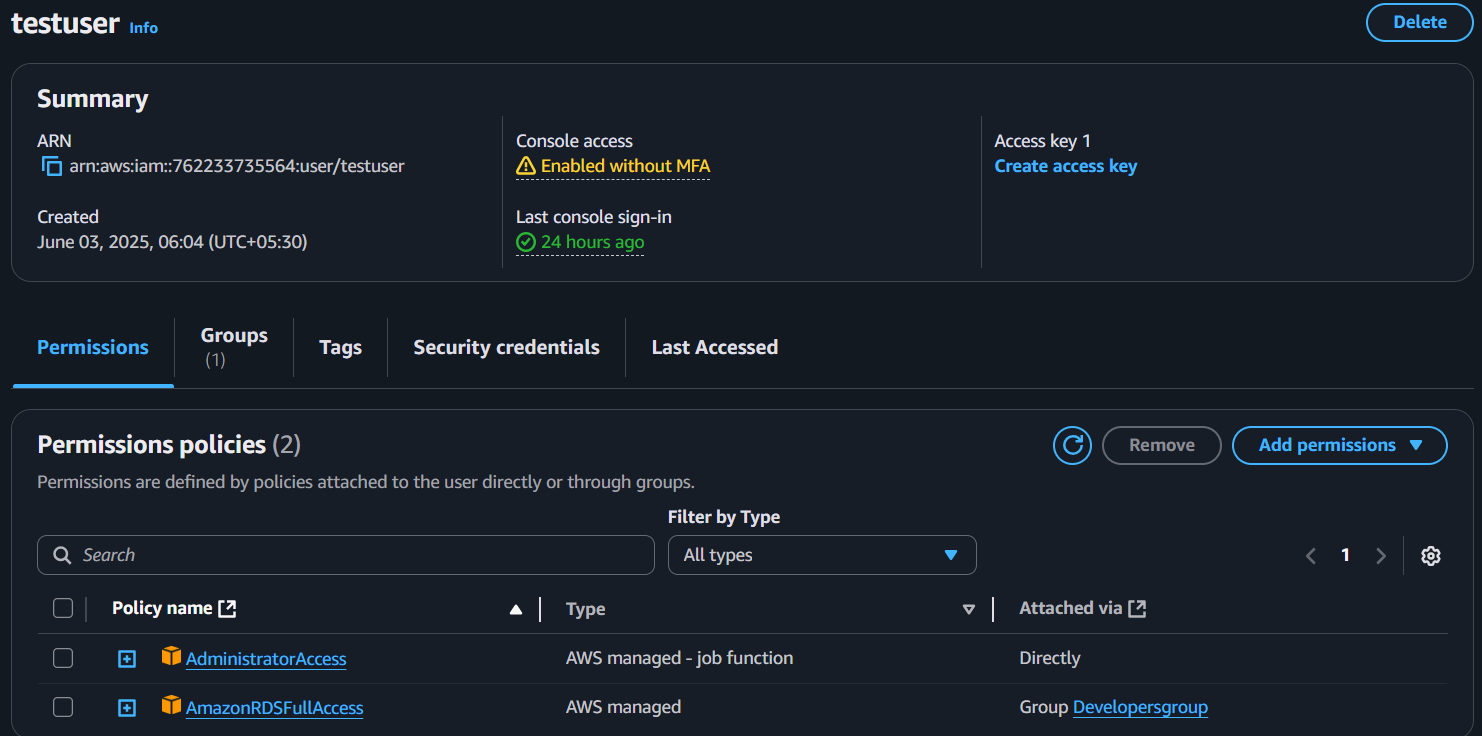 testuser Info
Delete
Summary
ARN
arn:aws:iam::762233735564:user/testuser
Console access
Enabled without MFA
Access key 1
Create access key
Created
June 03, 2025, 06:04 (UTC+05:30)
Last console sign-in
24 hours ago
Permissions
Groups
(1)
Tags
Security credentials
Last Accessed
Permissions policies (2)
Remove
Add permissions
Permissions are defined by policies attached to the user directly or through groups.
Filter by Type
Search
All types
1
Policy name
Type
Attached via
AdministratorAccess
AWS managed - job function
Directly
AmazonRDSFullAccess
AWS managed
Group Developersgroup